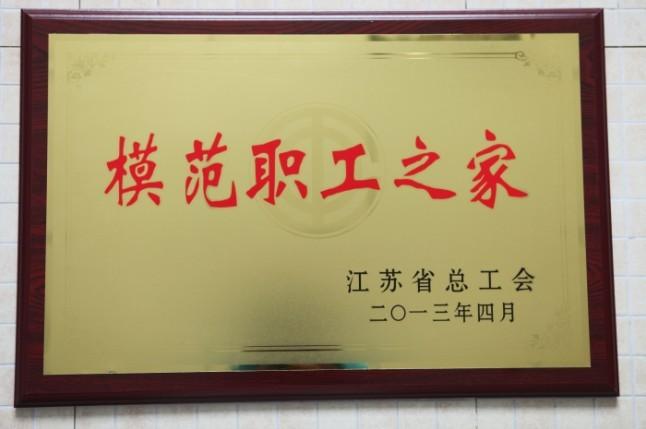 模范职工之家
江苏省总工会
二〇一三年四月